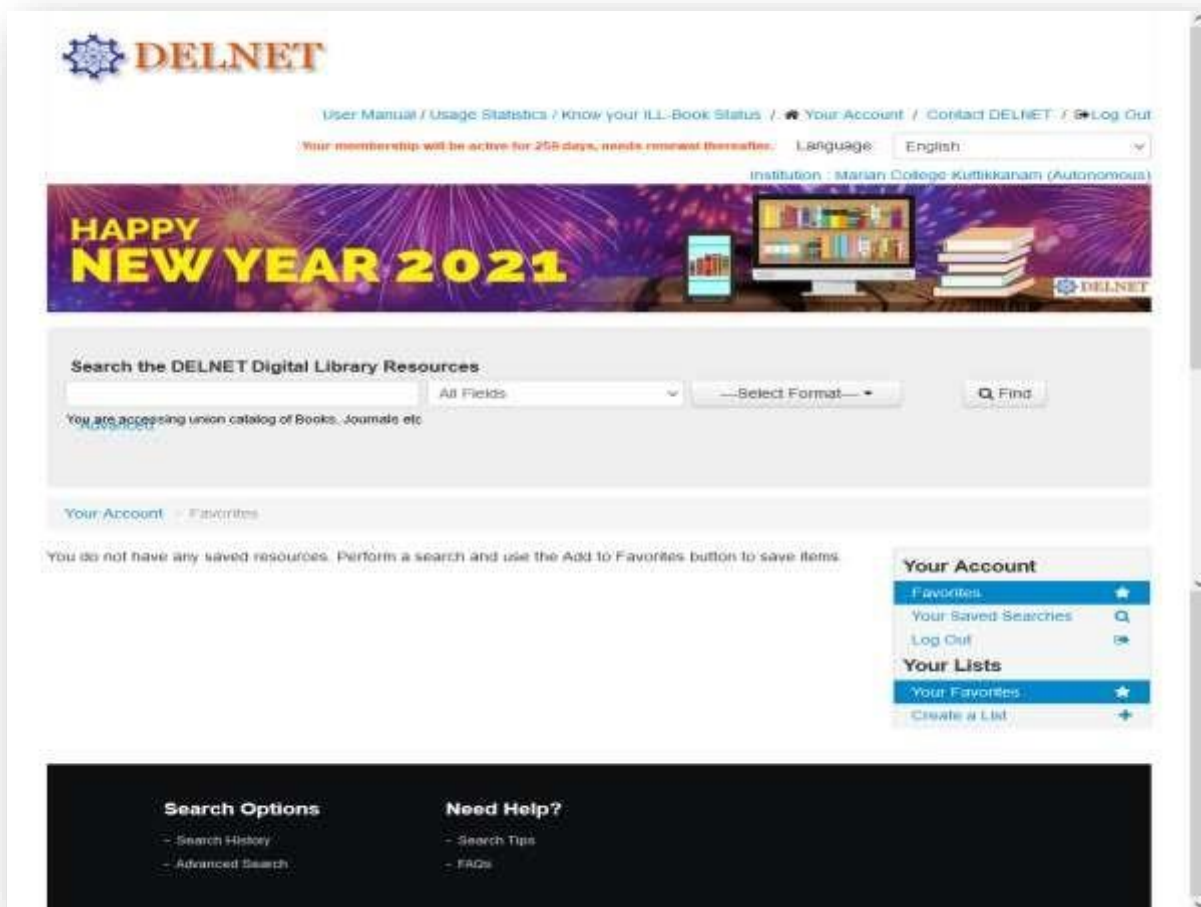 DELNET
User Manual / Usage Statistics / Know your ILL-Book Status / Your Account / Contact DELNET / Log Out
Your membership will be active for 259 days, needs renewal thereafter. Language English
Institution : Marian College Kuttikkanam (Autonomous)
HAPPY
NEW YEAR 2021
DELNET
Search the DELNET Digital Library Resources
All Fields ---Select Format--- Find
You are accessing union catalog of Books, Journals etc
Advanced
Your Account Favorites
You do not have any saved resources. Perform a search and use the Add to Favorites button to save items.
Your Account
Favorites
Your Saved Searches
Log Out
Your Lists
Your Favorites
Create a List
Search Options
– Search History
– Advanced Search
Need Help?
– Search Tips
– FAQs